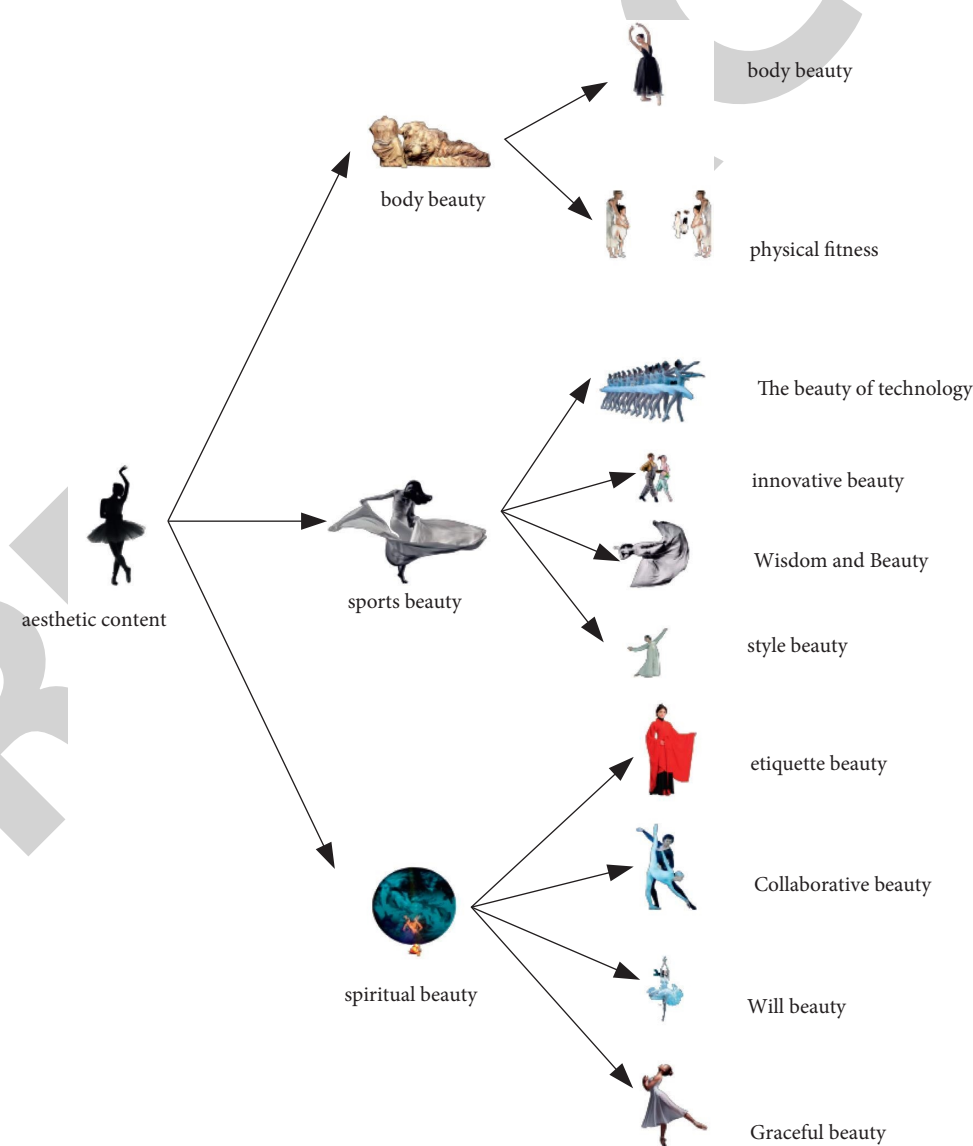 body beauty
body beauty
physical fitness
The beauty of technology
innovative beauty
Wisdom and Beauty
aesthetic content
sports beauty
style beauty
etiquette beauty
Collaborative beauty
spiritual beauty
Will beauty
Graceful beauty